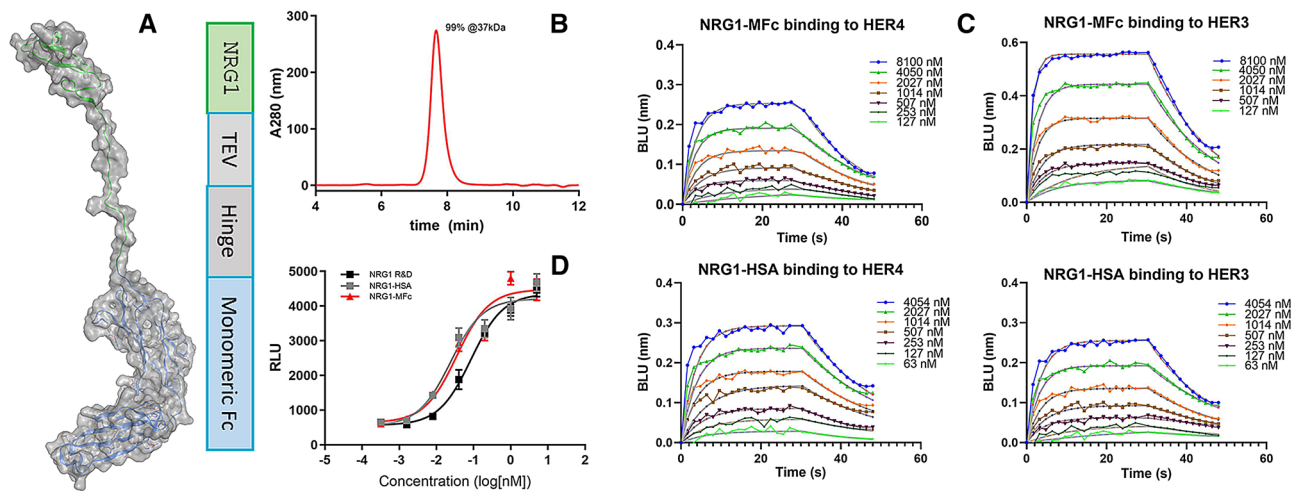 A
NRG1
TEV
Hinge
Monomeric Fc
B
99% @37kDa
A280 (nm)
300
200
100
0
4
6
8
10
12
time (min)
D
NRG1 R&D
NRG1-HSA
NRG1-MFc
RLU
5000
4000
3000
2000
1000
0
-5
-4
-3
-2
-1
0
1
2
Concentration (log[nM])
C
NRG1-MFc binding to HER4
BLU (nm)
0.4
0.3
0.2
0.1
0.0
0
20
40
60
Time (s)
8100 nM
4050 nM
2027 nM
1014 nM
507 nM
253 nM
127 nM
NRG1-MFc binding to HER3
BLU (nm)
0.6
0.4
0.2
0.0
0
20
40
60
Time (s)
8100 nM
4050 nM
2027 nM
1014 nM
507 nM
127 nM
NRG1-HSA binding to HER4
BLU (nm)
0.4
0.3
0.2
0.1
0.0
0
20
40
60
Time (s)
4054 nM
2027 nM
1014 nM
507 nM
253 nM
127 nM
63 nM
NRG1-HSA binding to HER3
BLU (nm)
0.4
0.3
0.2
0.1
0.0
0
20
40
60
Time (s)
4054 nM
2027 nM
1014 nM
507 nM
253 nM
127 nM
63 nM